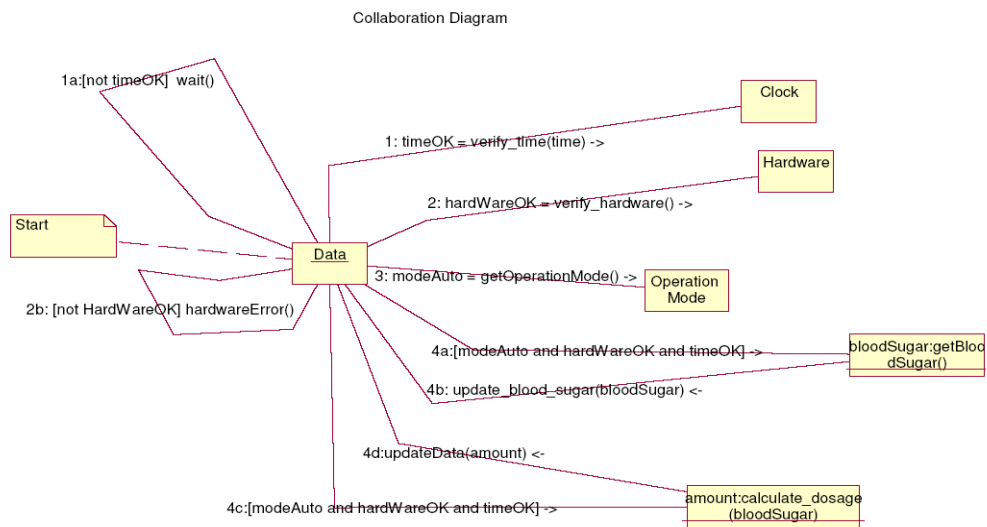 Collaboration Diagram
1a:[not timeOK]  wait()
Clock
1: timeOK = verify_time(time) ->
Hardware
2: hardWareOK = verify_hardware() ->
Start
Data
3: modeAuto = getOperationMode() ->
Operation
Mode
2b: [not HardWareOK] hardwareError()
4a:[modeAuto and hardWareOK and timeOK] ->
bloodSugar:getBloo
dSugar()
4b: update_blood_sugar(bloodSugar) <-
4d:updateData(amount) <-
amount:calculate_dosage
(bloodSugar)
4c:[modeAuto and hardWareOK and timeOK] ->